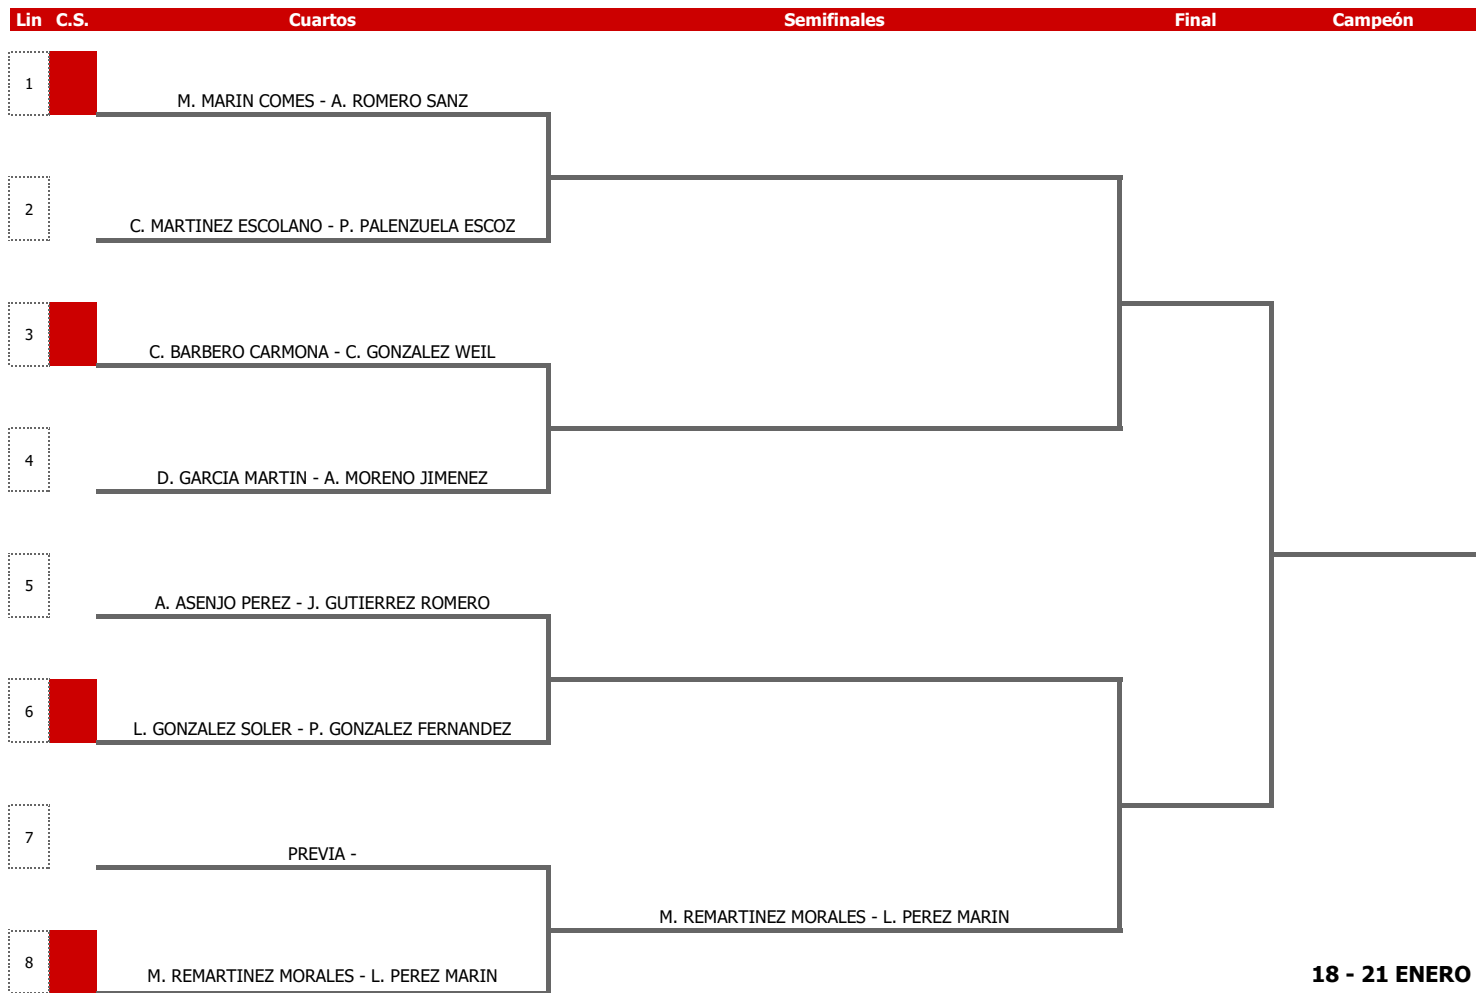 Lin C.S. Cuartos Semifinales Final Campeón
1
M. MARIN COMES - A. ROMERO SANZ
2
C. MARTINEZ ESCOLANO - P. PALENZUELA ESCOZ
3
C. BARBERO CARMONA - C. GONZALEZ WEIL
4
D. GARCIA MARTIN - A. MORENO JIMENEZ
5
A. ASENJO PEREZ - J. GUTIERREZ ROMERO
6
L. GONZALEZ SOLER - P. GONZALEZ FERNANDEZ
7
PREVIA -
M. REMARTINEZ MORALES - L. PEREZ MARIN
8
M. REMARTINEZ MORALES - L. PEREZ MARIN
18 - 21 ENERO